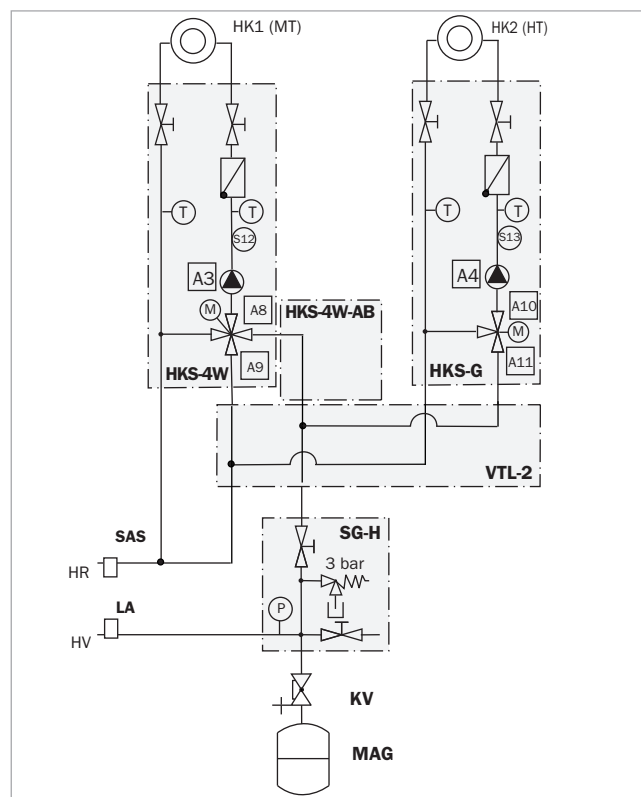 HK1 (MT)
HK2 (HT)
T
T
T
T
S12
S13
A3
A4
M
A8
HKS-4W-AB
A10
M
HKS-4W
A9
HKS-G
A11
VTL-2
SAS
SG-H
HR
3 bar
LA
P
HV
KV
MAG